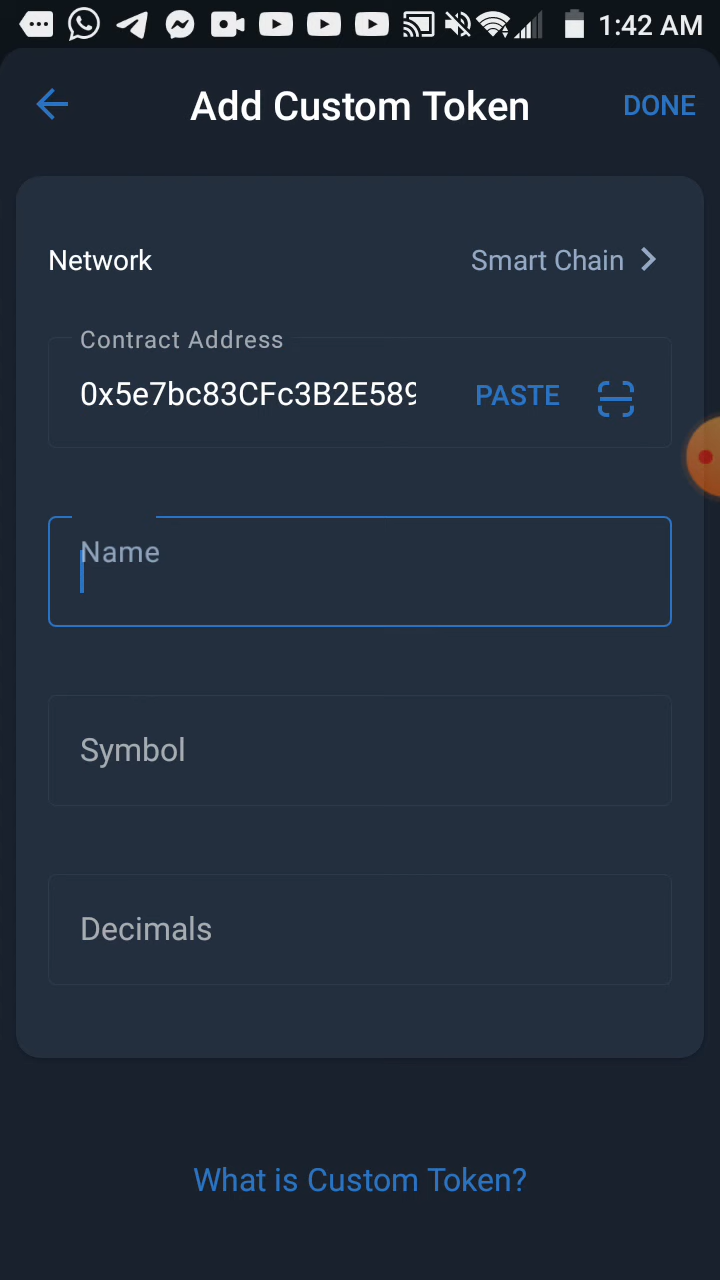 1:42 AM
Add Custom Token
DONE
Network
Smart Chain
Contract Address
0x5e7bc83CFc3B2E589
PASTE
Name
Symbol
Decimals
What is Custom Token?